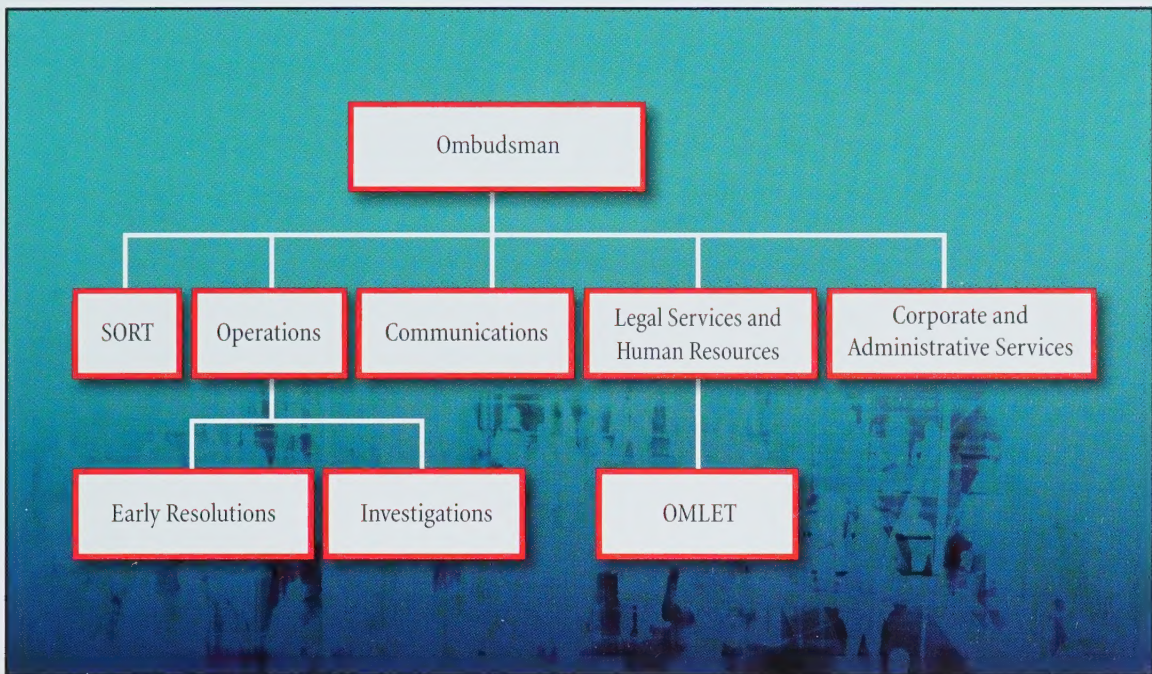 Ombudsman
SORT
Operations
Communications
Legal Services and
Human Resources
Corporate and
Administrative Services
Early Resolutions
Investigations
OMLET